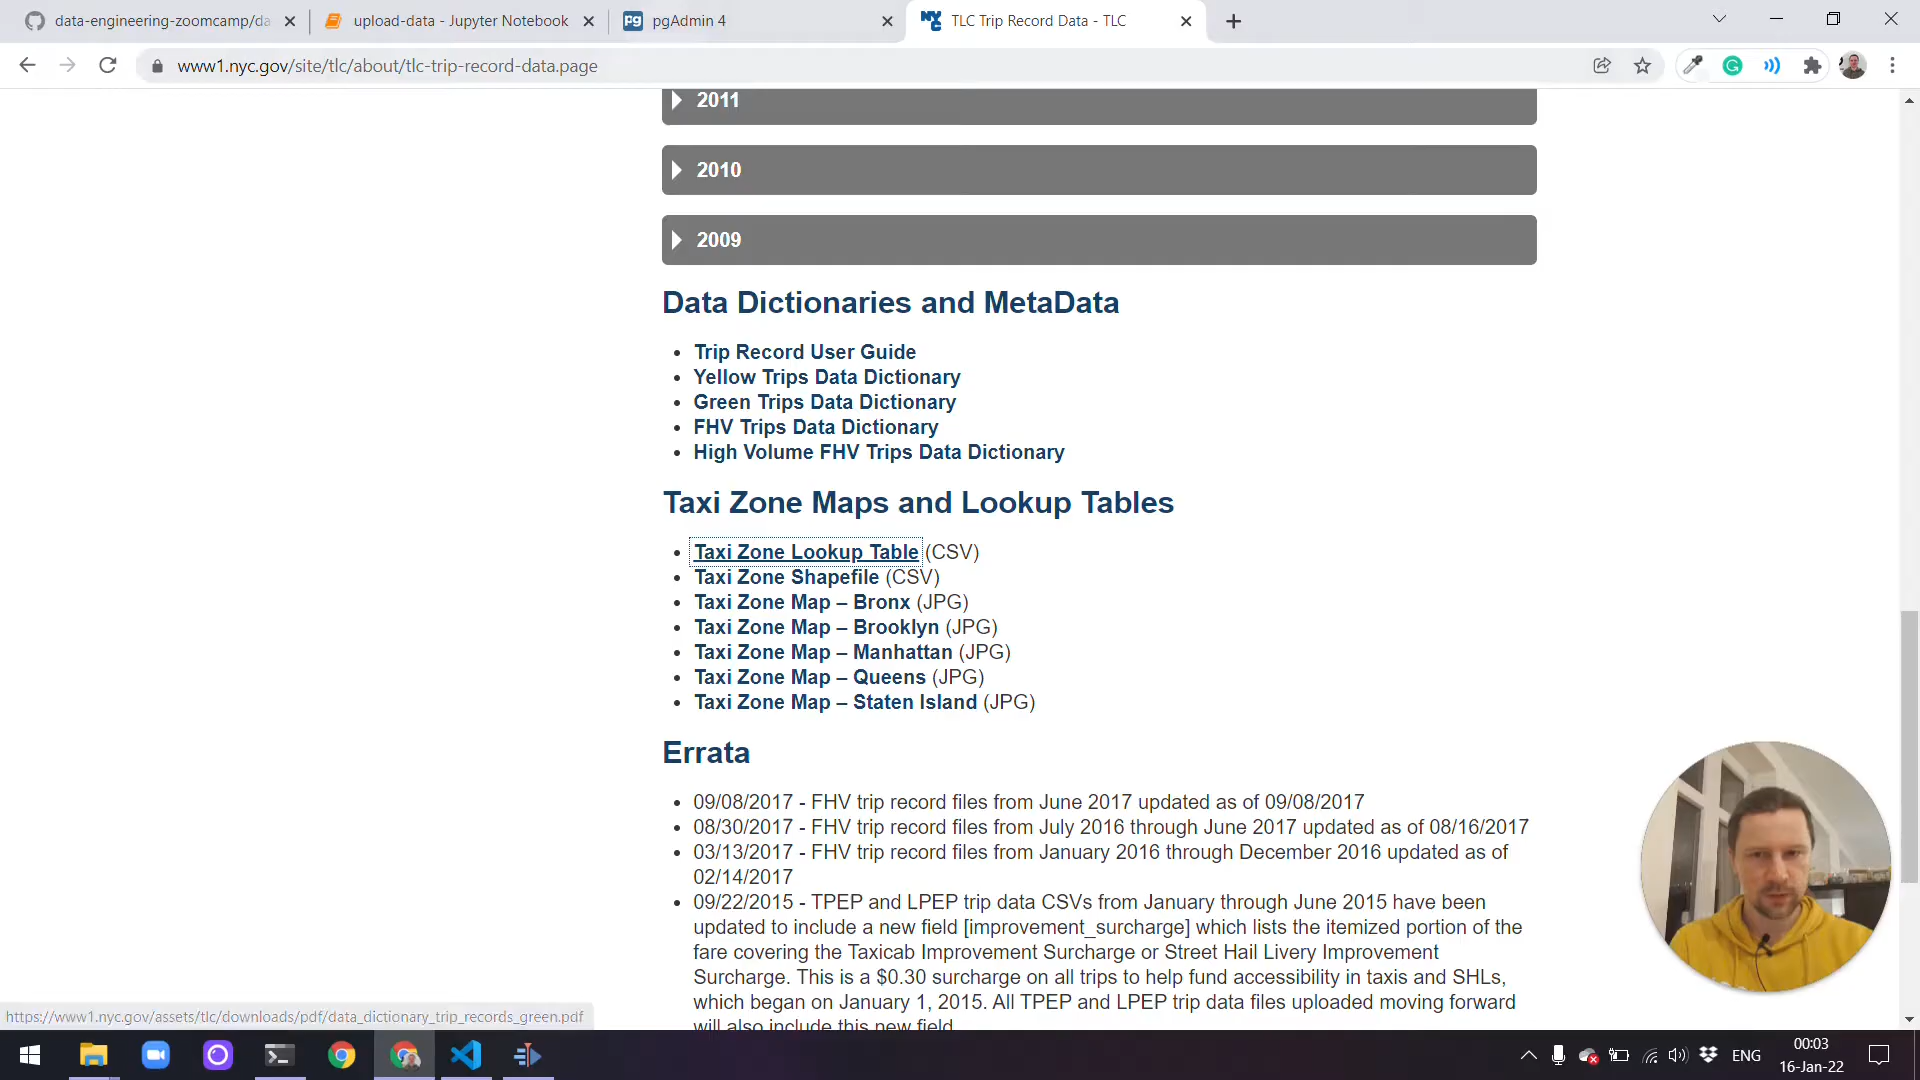 data-engineering-zoomcamp/da
upload-data - Jupyter Notebook
pgAdmin 4
TLC Trip Record Data - TLC
www1.nyc.gov/site/tlc/about/tlc-trip-record-data.page
2011
2010
2009
Data Dictionaries and MetaData
Trip Record User Guide
Yellow Trips Data Dictionary
Green Trips Data Dictionary
FHV Trips Data Dictionary
High Volume FHV Trips Data Dictionary
Taxi Zone Maps and Lookup Tables
Taxi Zone Lookup Table (CSV)
Taxi Zone Shapefile (CSV)
Taxi Zone Map – Bronx (JPG)
Taxi Zone Map – Brooklyn (JPG)
Taxi Zone Map – Manhattan (JPG)
Taxi Zone Map – Queens (JPG)
Taxi Zone Map – Staten Island (JPG)
Errata
09/08/2017 - FHV trip record files from June 2017 updated as of 09/08/2017
08/30/2017 - FHV trip record files from July 2016 through June 2017 updated as of 08/16/2017
03/13/2017 - FHV trip record files from January 2016 through December 2016 updated as of
02/14/2017
09/22/2015 - TPEP and LPEP trip data CSVs from January through June 2015 have been
updated to include a new field [improvement_surcharge] which lists the itemized portion of the
fare covering the Taxicab Improvement Surcharge or Street Hail Livery Improvement
Surcharge. This is a $0.30 surcharge on all trips to help fund accessibility in taxis and SHLs,
which began on January 1, 2015. All TPEP and LPEP trip data files uploaded moving forward
will also include this new field.
https://www1.nyc.gov/assets/tlc/downloads/pdf/data_dictionary_trip_records_green.pdf
ENG
00:03
16-Jan-22